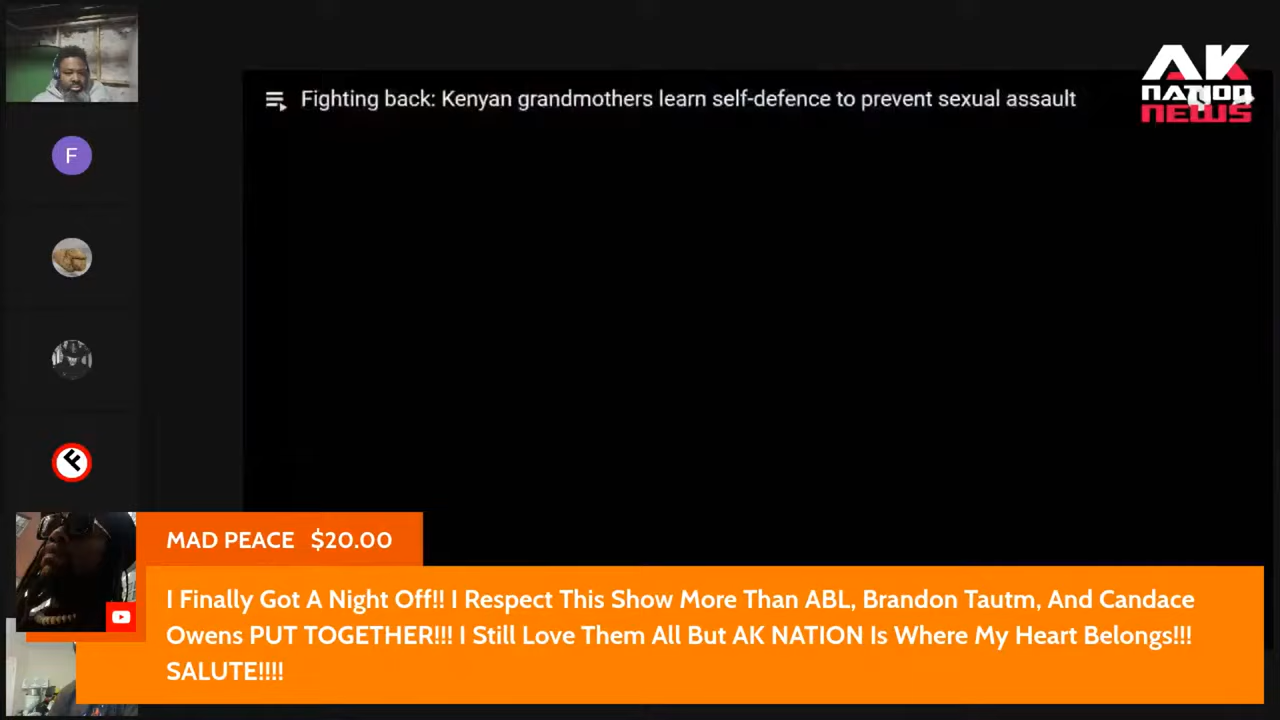 Fighting back: Kenyan grandmothers learn self-defence to prevent sexual assault
AK
NATION
NEWS
F
F
MAD PEACE $20.00
I Finally Got A Night Off!! I Respect This Show More Than ABL, Brandon Tautm, And Candace
Owens PUT TOGETHER!!! I Still Love Them All But AK NATION Is Where My Heart Belongs!!!
SALUTE!!!!